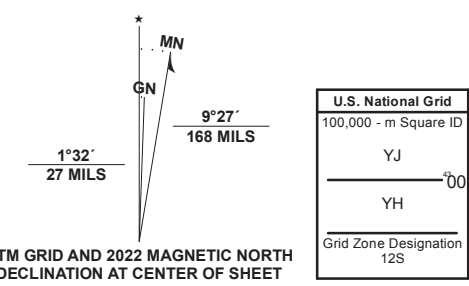 ★
MN
GN
9°27´
168 MILS
1°32´
27 MILS
TM GRID AND 2022 MAGNETIC NORTH
DECLINATION AT CENTER OF SHEET
U.S. National Grid
100,000 - m Square ID
YJ
4300
YH
Grid Zone Designation
12S